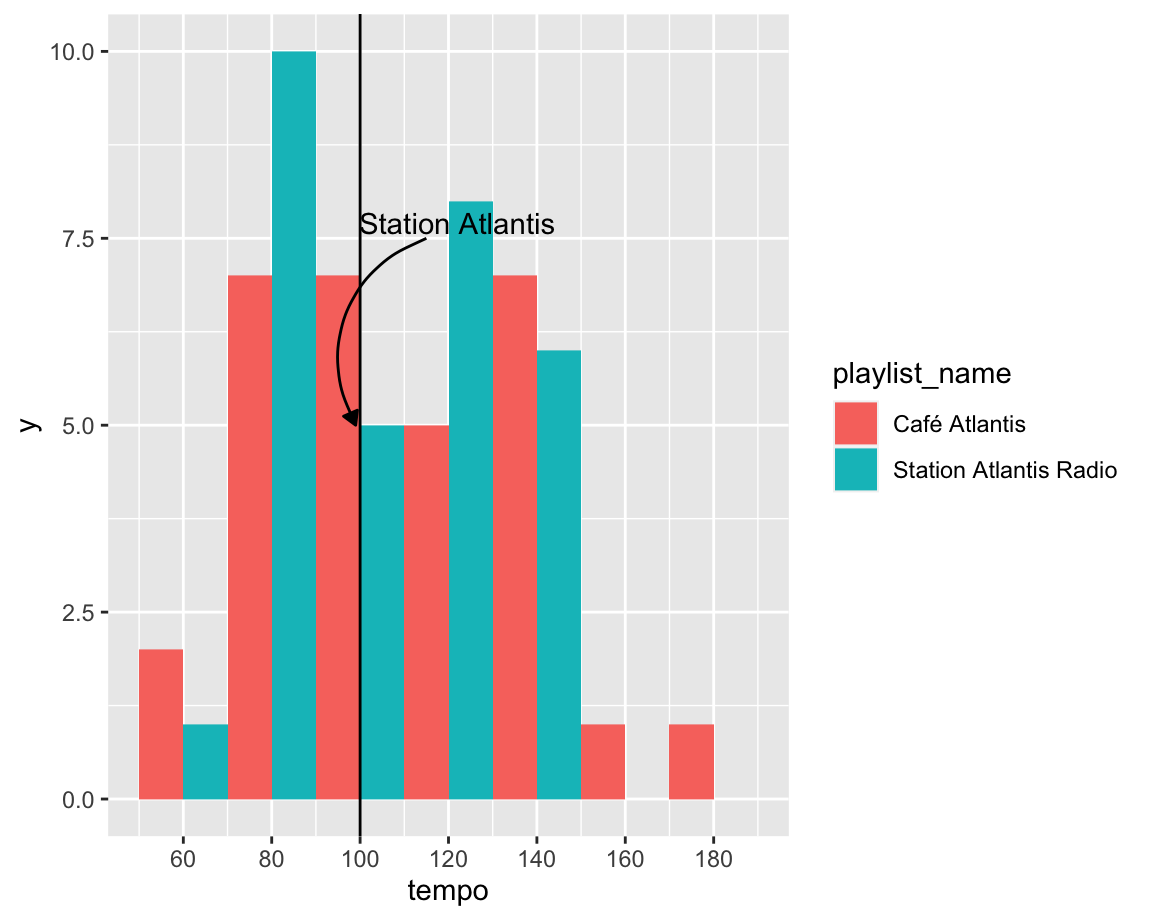 10.0
7.5
5.0
2.5
0.0
y
Station Atlantis
60 80 100 120 140 160 180
tempo
playlist_name
Café Atlantis
Station Atlantis Radio